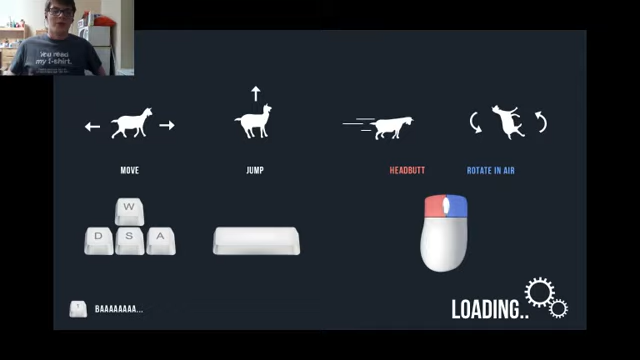 You read
my t-shirt.
MOVE
JUMP
HEADBUTT
ROTATE IN AIR
W
D S A
BAAAAAAAA...
LOADING..